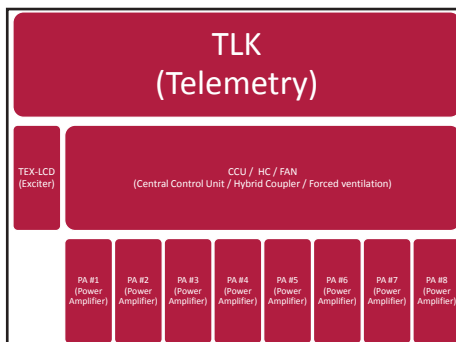 TLK
(Telemetry)
TEX-LCD
(Exciter)
CCU / HC / FAN
(Central Control Unit / Hybrid Coupler / Forced ventilation)
PA #1
(Power
Amplifier)
PA #2
(Power
Amplifier)
PA #3
(Power
Amplifier)
PA #4
(Power
Amplifier)
PA #5
(Power
Amplifier)
PA #6
(Power
Amplifier)
PA #7
(Power
Amplifier)
PA #8
(Power
Amplifier)